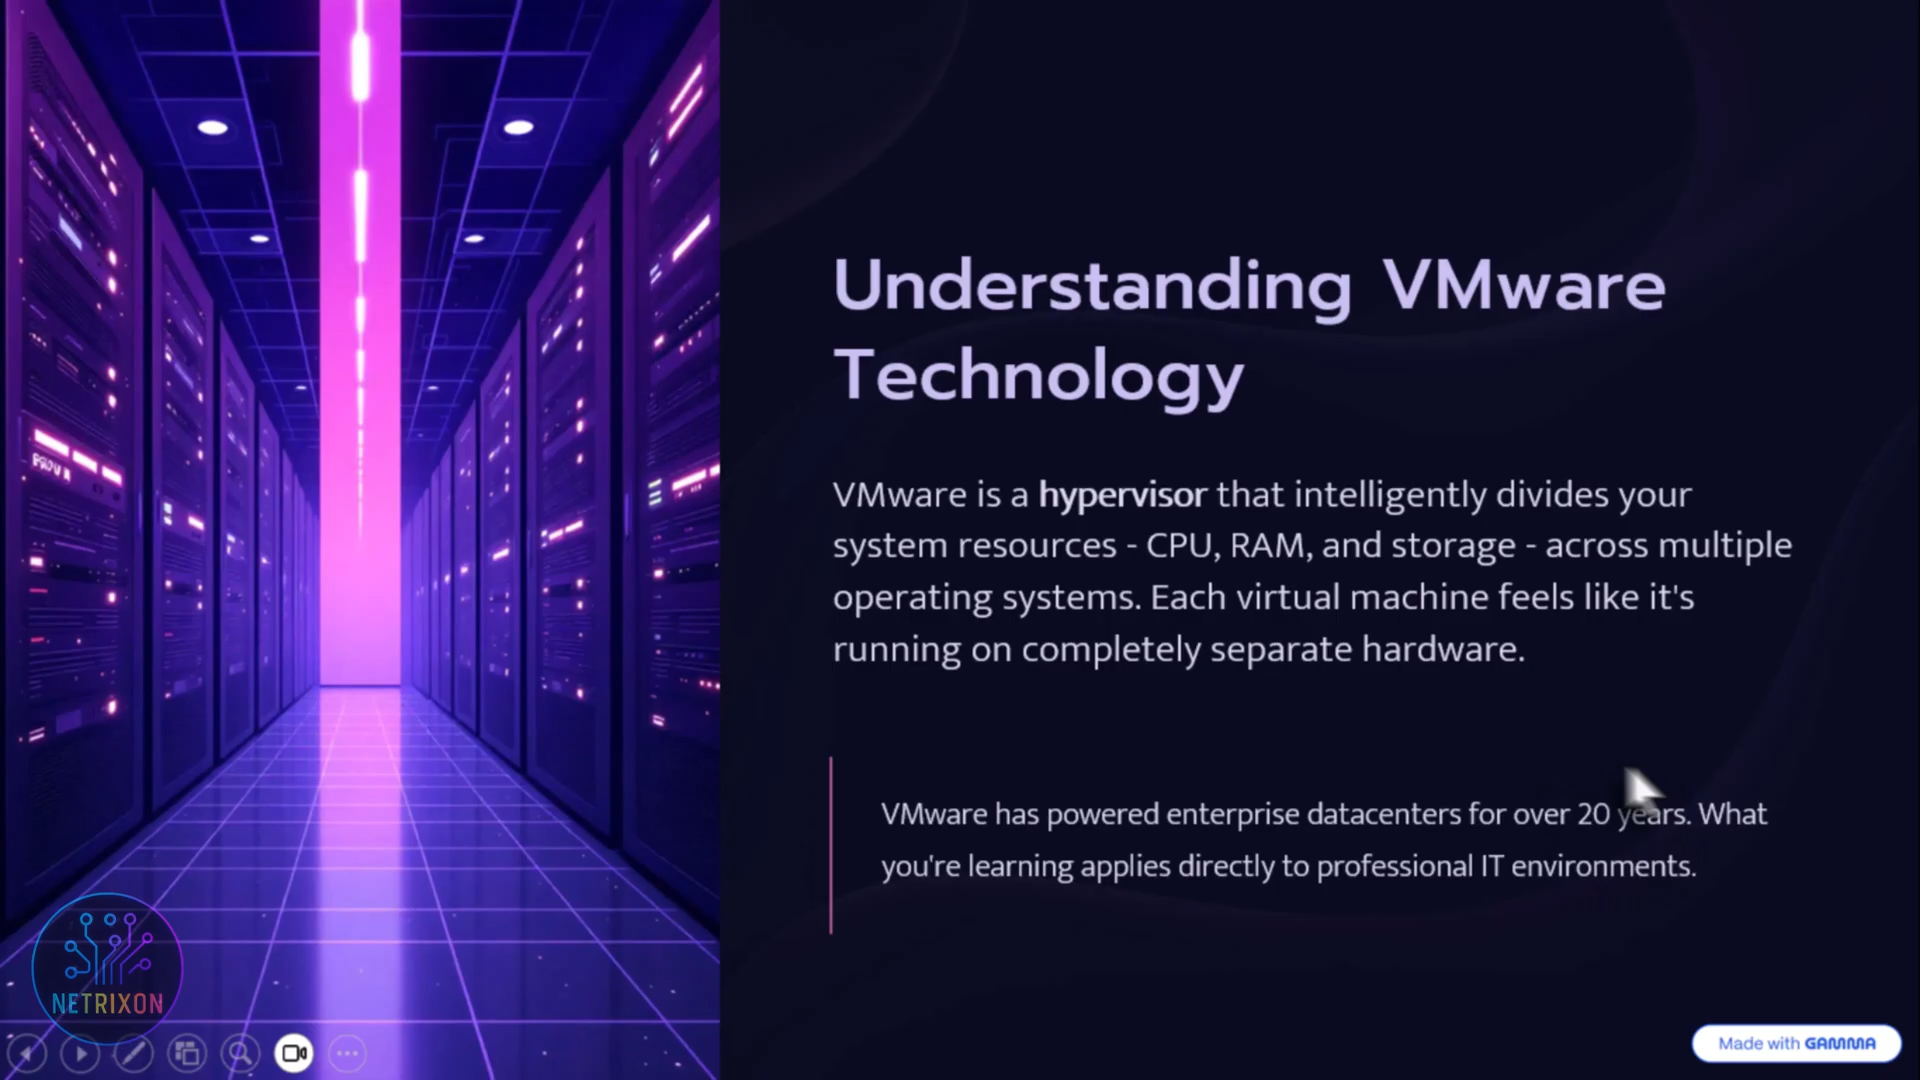 Understanding VMware
Technology
VMware is a hypervisor that intelligently divides your
system resources - CPU, RAM, and storage - across multiple
operating systems. Each virtual machine feels like it's
running on completely separate hardware.
VMware has powered enterprise datacenters for over 20 years. What
you're learning applies directly to professional IT environments.
NETRIXON
Made with GAMMA